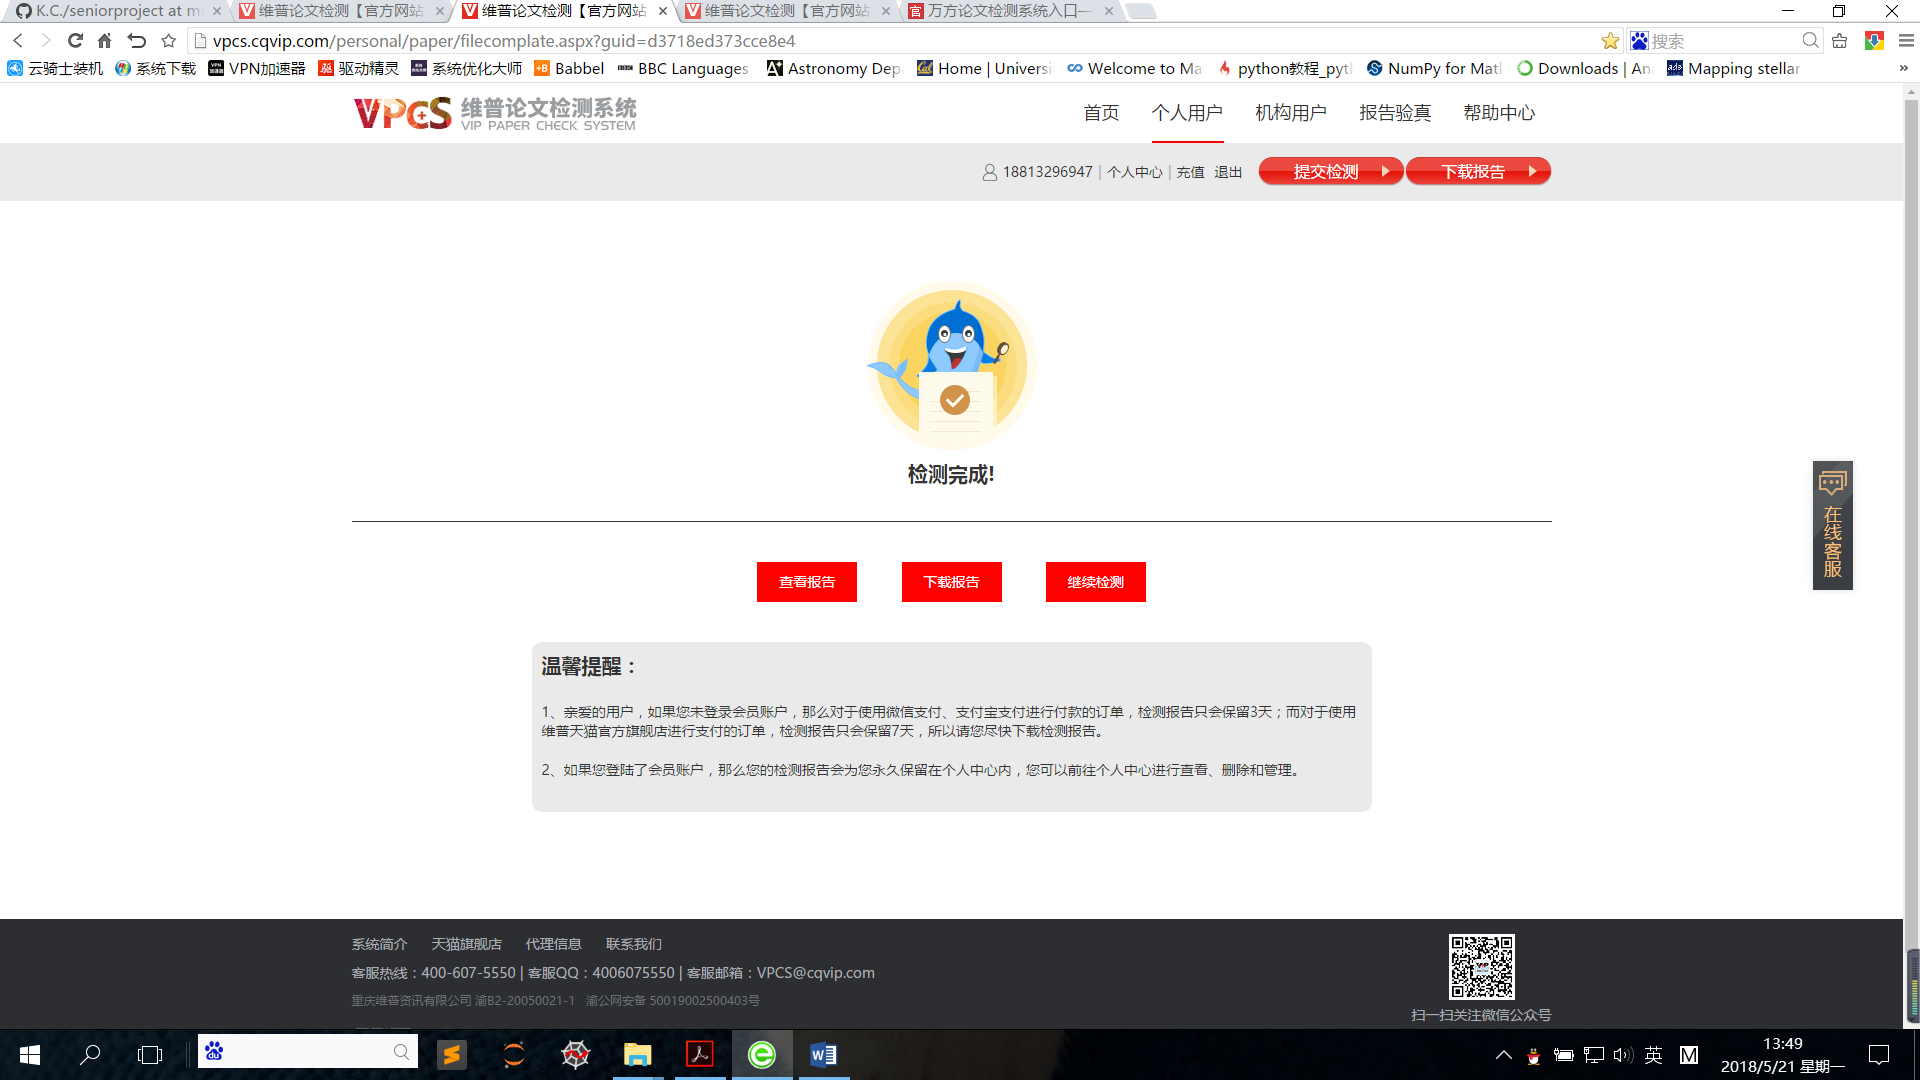 K.C./seniorproject at m
维普论文检测【官方网站
维普论文检测【官方网站
维普论文检测【官方网站
万方论文检测系统入口—
vpcs.cqvip.com/personal/paper/filecomplate.aspx?guid=d3718ed373cce8e4
搜索
云骑士装机 系统下载 VPN加速器 驱动精灵 系统优化大师 Babbel BBC Languages Astronomy Dep Home | Universi Welcome to Ma python教程_pyt NumPy for Mat Downloads | An Mapping stellar
VPCS 维普论文检测系统
VIP PAPER CHECK SYSTEM
首页 个人用户 机构用户 报告验真 帮助中心
18813296947 | 个人中心 | 充值 退出 提交检测 下载报告
检测完成!
在线客服
查看报告 下载报告 继续检测
温馨提醒：
1、亲爱的用户，如果您未登录会员账户，那么对于使用微信支付、支付宝支付进行付款的订单，检测报告只会保留3天；而对于使用
维普天猫官方旗舰店进行支付的订单，检测报告只会保留7天，所以请您尽快下载检测报告。
2、如果您登陆了会员账户，那么您的检测报告会为您永久保留在个人中心内，您可以前往个人中心进行查看、删除和管理。
系统简介 天猫旗舰店 代理信息 联系我们
客服热线：400-607-5550 | 客服QQ：4006075550 | 客服邮箱：VPCS@cqvip.com
重庆维普资讯有限公司 渝B2-20050021-1 渝公网安备 50019002500403号
扫一扫关注微信公众号
英
M
13:49
2018/5/21 星期一